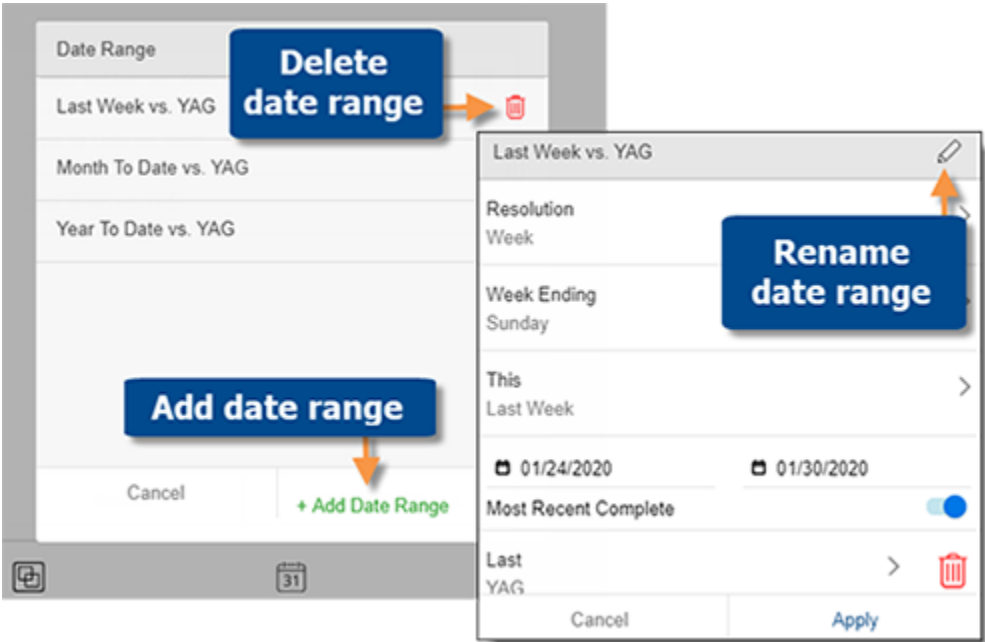 Date Range
Delete
date range
Last Week vs. YAG
Month To Date vs. YAG
Year To Date vs. YAG
Add date range
Cancel
+ Add Date Range
31
Last Week vs. YAG
Resolution
Week
Rename
date range
Week Ending
Sunday
This
Last Week
01/24/2020
01/30/2020
Most Recent Complete
Last
YAG
Cancel
Apply